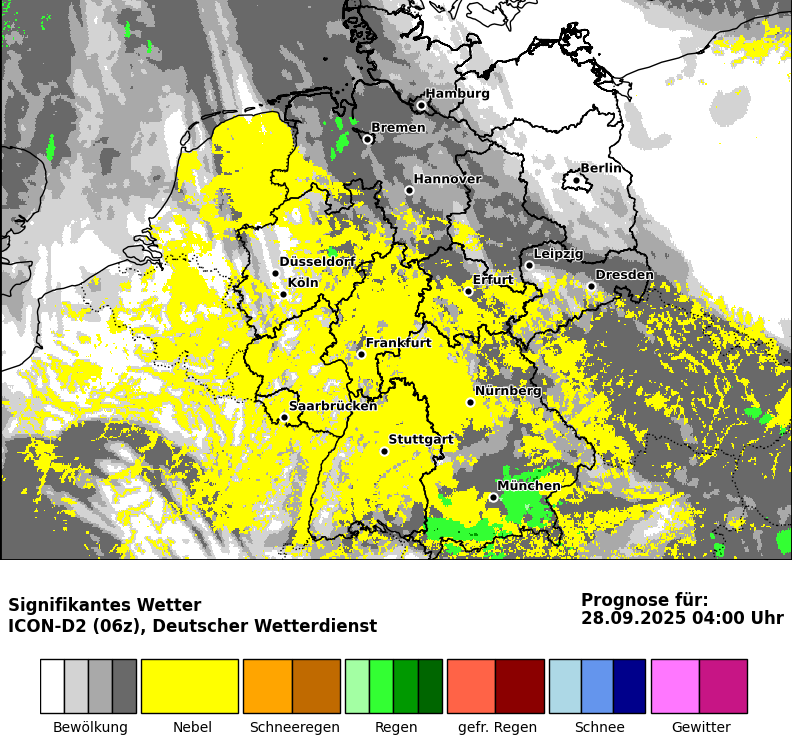 Hamburg
Bremen
Berlin
Hannover
Leipzig
Düsseldorf
Dresden
Köln
Erfurt
Frankfurt
Nürnberg
Saarbrücken
Stuttgart
München
Signifikantes Wetter
ICON-D2 (06z), Deutscher Wetterdienst
Prognose für:
28.09.2025 04:00 Uhr
Bewölkung
Nebel
Schneeregen
Regen
gefr. Regen
Schnee
Gewitter